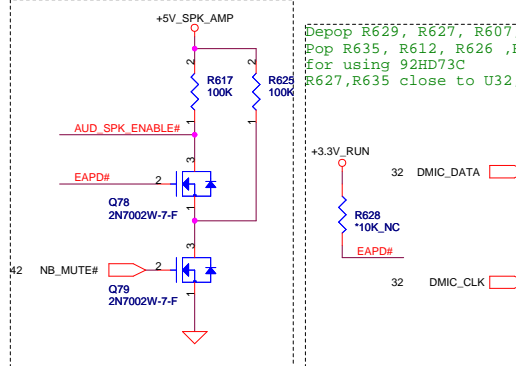 +5V_SPK_AMP
2
2
R617
100K
R625
100K
1
1
AUD_SPK_ENABLE#
3
EAPD#
2
1
Q78
2N7002W-7-F
3
42
NB_MUTE#
2
1
Q79
2N7002W-7-F
Depop R629, R627, R607
Pop R635, R612, R626 ,
for using 92HD73C
R627,R635 close to U32
+3.3V_RUN
32
DMIC_DATA
R628
*10K_NC
EAPD#
32
DMIC_CLK